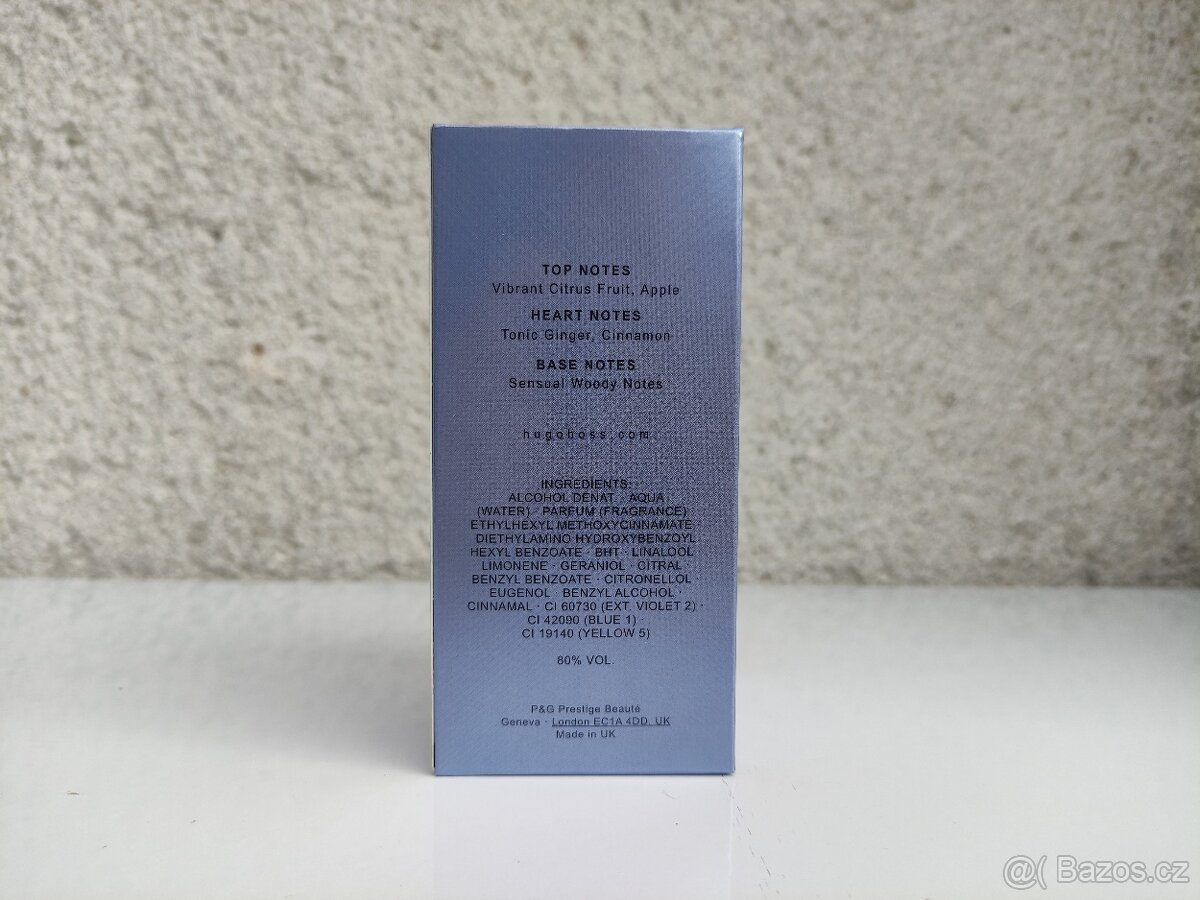 TOP NOTES
Vibrant Citrus Fruit, Apple
HEART NOTES
Tonic Ginger, Cinnamon
BASE NOTES
Sensual Woody Notes
hugoboss.com
INGREDIENTS:
ALCOHOL DENAT · AQUA
(WATER) · PARFUM (FRAGRANCE)
ETHYLHEXYL METHOXYCINNAMATE ·
DIETHYLAMINO HYDROXYBENZOYL
HEXYL BENZOATE · BHT · LINALOOL
LIMONENE · GERANIOL · CITRAL ·
BENZYL BENZOATE · CITRONELLOL
EUGENOL · BENZYL ALCOHOL ·
CINNAMAL · CI 60730 (EXT. VIOLET 2) ·
CI 42090 (BLUE 1) ·
CI 19140 (YELLOW 5)
80% VOL.
P&G Prestige Beauté
Geneva · London EC1A 4DD, UK
Made in UK
@( Bazos.cz